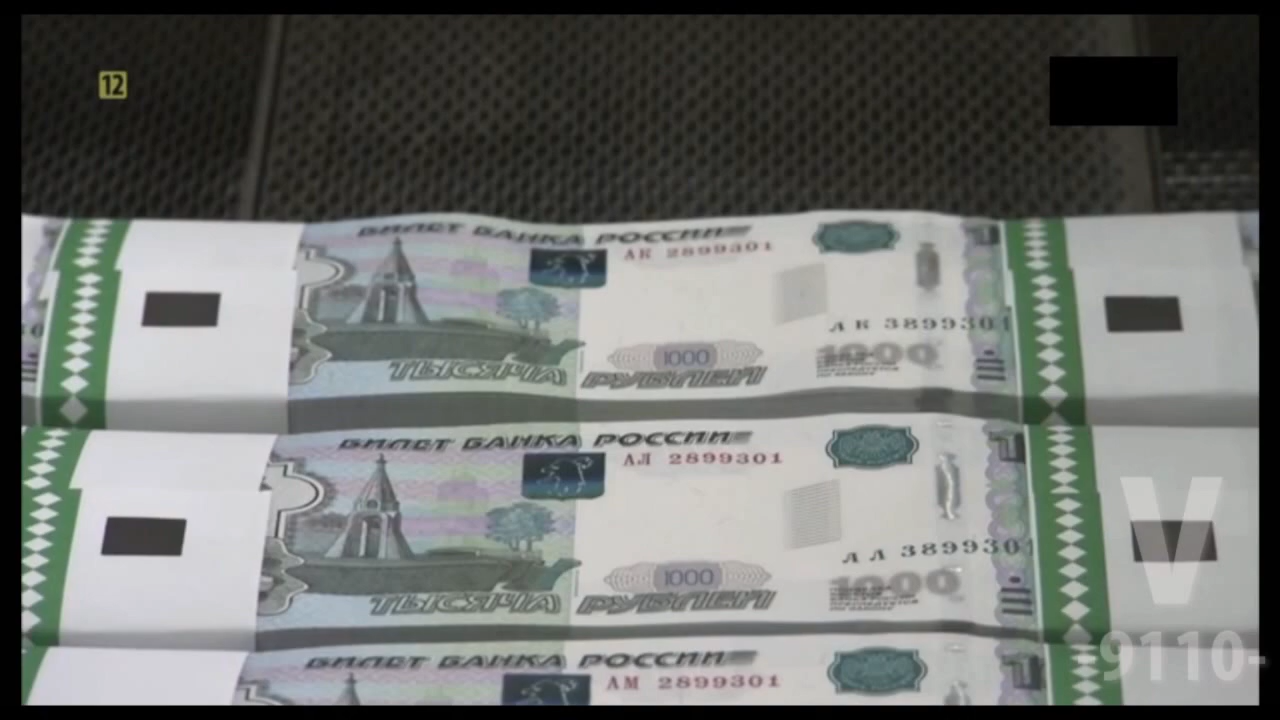 12
БИЛЕТ БАНКА РОССИИ
АК 2899301
АК 3899301
1000
1000
ТЫСЯЧА РУБЛЕЙ
БИЛЕТ БАНКА РОССИИ
АЛ 2899301
АЛ 3899301
1000
1000
ТЫСЯЧА РУБЛЕЙ
V
9110-
БИЛЕТ БАНКА РОССИИ
АМ 2899301